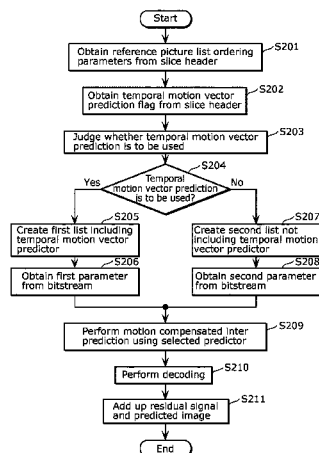 Start
S201
Obtain reference picture list ordering
parameters from slice header
S202
Obtain temporal motion vector
prediction flag from slice header
S203
Judge whether temporal motion vector
prediction is to be used
S204
Temporal
motion vector prediction
is to be used?
Yes
No
S205
Create first list including
temporal motion vector
predictor
S207
Create second list not
including temporal motion
vector predictor
S206
Obtain first parameter
from bitstream
S208
Obtain second parameter
from bitstream
S209
Perform motion compensated inter
prediction using selected predictor
S210
Perform decoding
S211
Add up residual signal
and predicted image
End